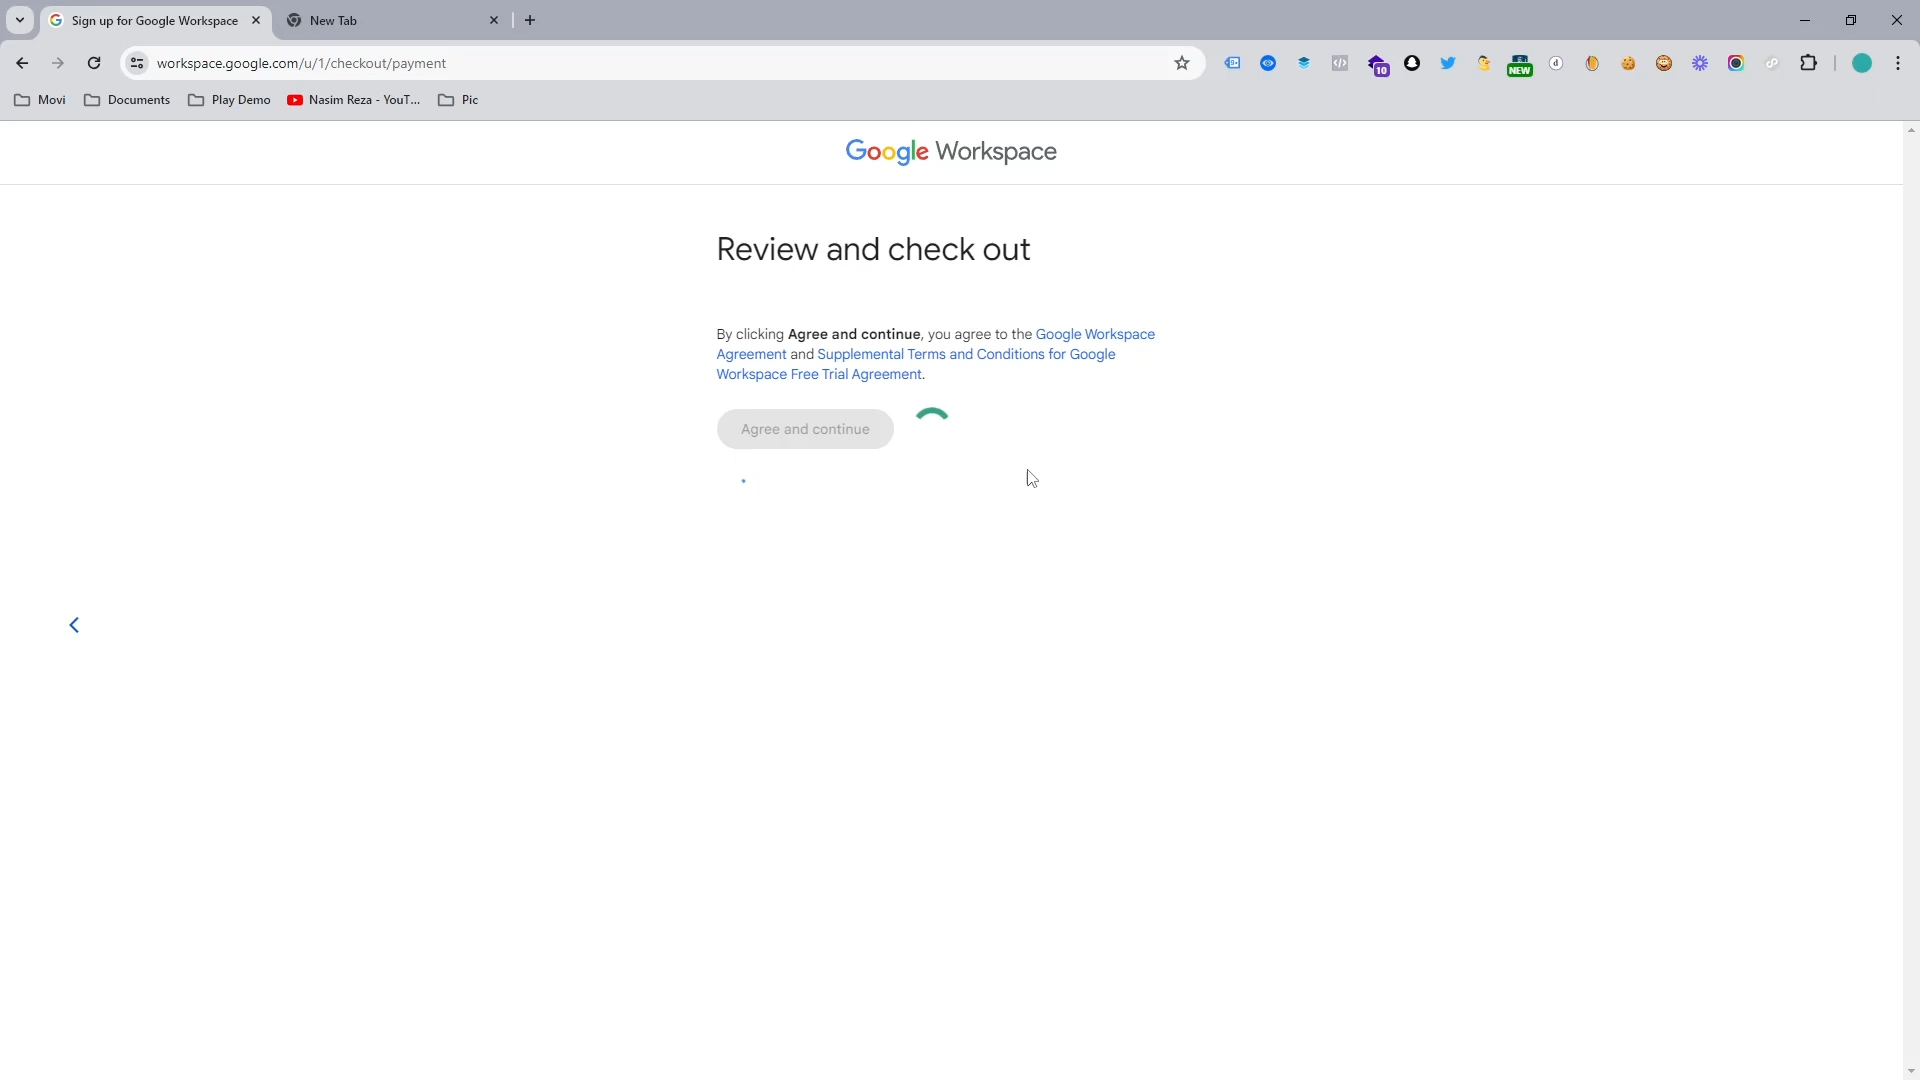 Sign up for Google Workspace
New Tab
workspace.google.com/u/1/checkout/payment
10
NEW
d
Movi
Documents
Play Demo
Nasim Reza - YouT...
Pic
Google Workspace
Review and check out
By clicking Agree and continue, you agree to the Google Workspace
Agreement and Supplemental Terms and Conditions for Google
Workspace Free Trial Agreement.
Agree and continue